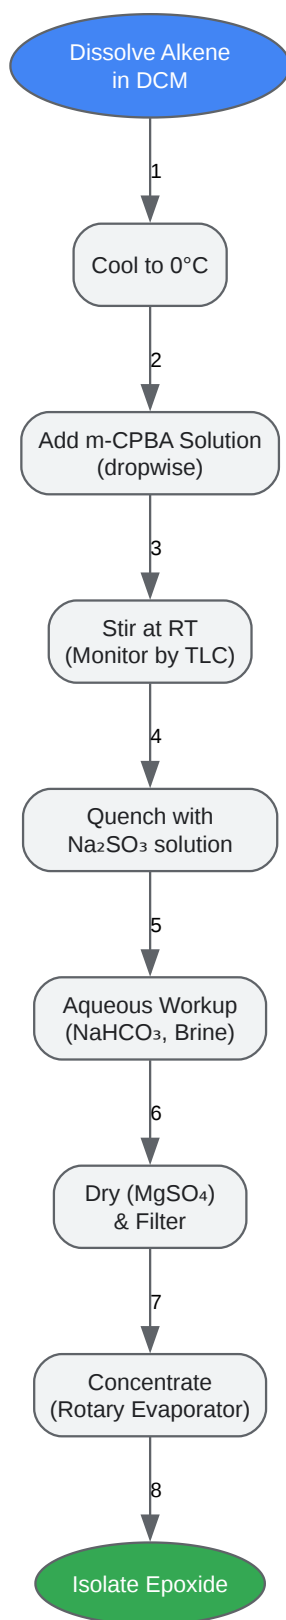 Dissolve Alkene
in DCM
1
Cool to 0°C
2
Add m-CPBA Solution
(dropwise)
3
Stir at RT
(Monitor by TLC)
4
Quench with
Na₂SO₃ solution
5
Aqueous Workup
(NaHCO₃, Brine)
6
Dry (MgSO₄)
& Filter
7
Concentrate
(Rotary Evaporator)
8
Isolate Epoxide